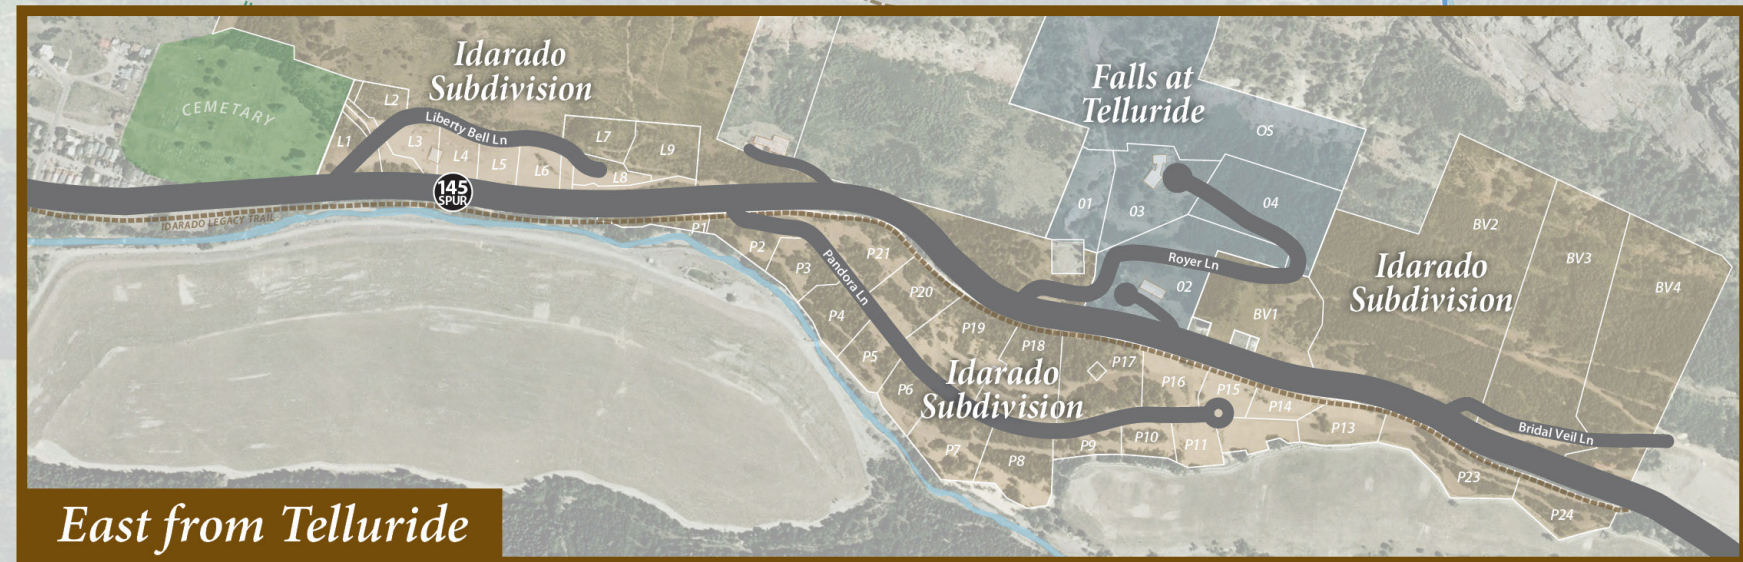 Idarado
Subdivision
CEMETARY
L1
L2
L3
L4
L5
L6
L7
L8
L9
Liberty Bell Ln
145
SPUR
IDARADO LEGACY TRAIL
Falls at
Telluride
OS
01
03
04
02
Royer Ln
Idarado
Subdivision
BV1
BV2
BV3
BV4
Bridal Veil Ln
P1
P2
P3
P4
P5
P6
P7
P8
P9
P10
P11
P13
P14
P15
P16
P17
P18
P19
P20
P21
P23
P24
Pandora Ln
Idarado
Subdivision
East from Telluride